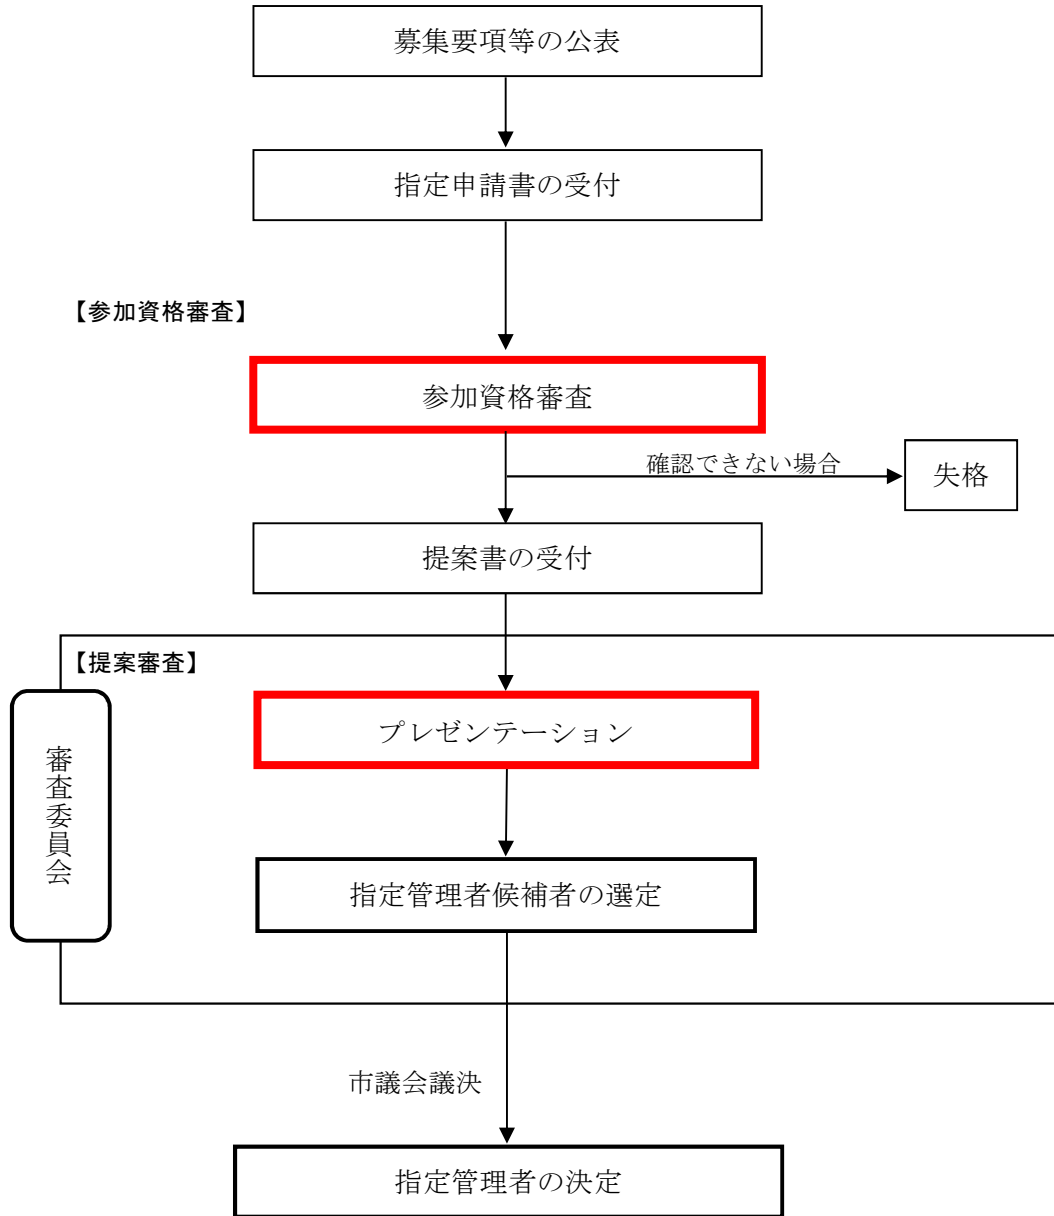 募集要項等の公表
指定申請書の受付
【参加資格審査】
参加資格審査
確認できない場合
失格
提案書の受付
【提案審査】
プレゼンテーション
審査委員会
指定管理者候補者の選定
市議会議決
指定管理者の決定